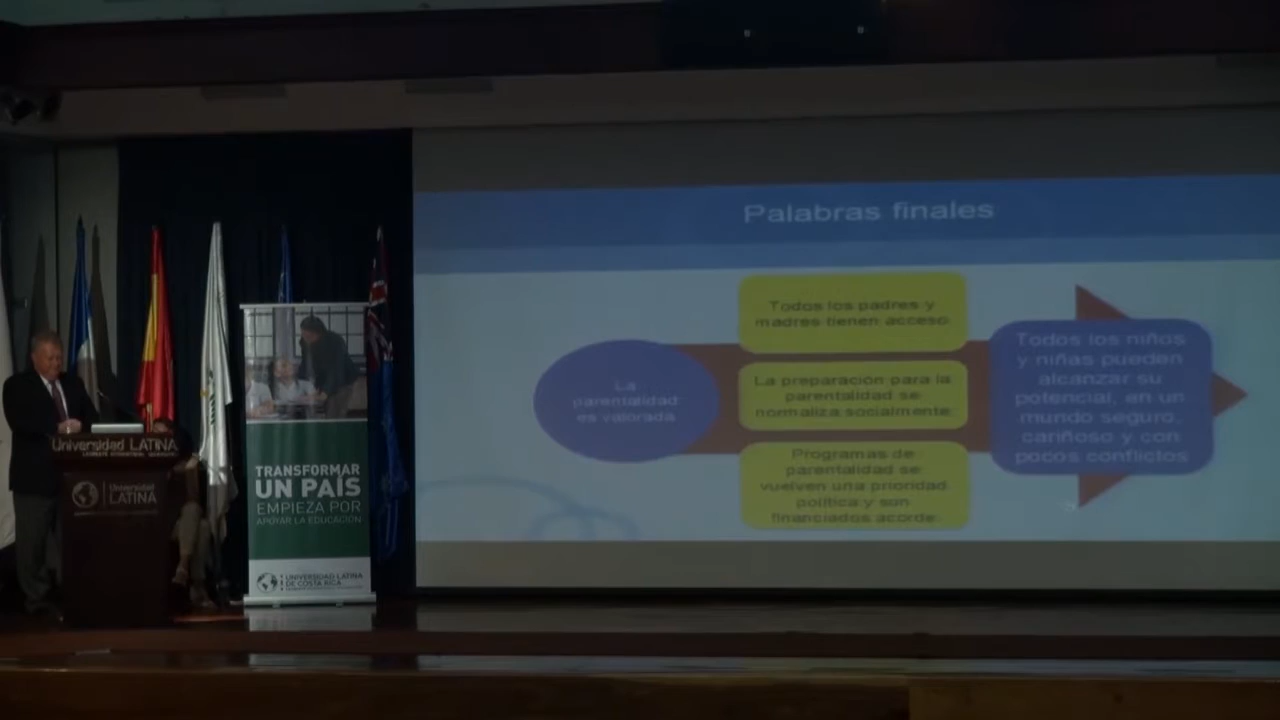 Palabras finales
Todos los padres y
madres tienen acceso
La
parentalidad
es valorada
La preparación para la
parentalidad se
normaliza socialmente
Programas de
parentalidad se
vuelven una prioridad
política y son
financiados acorde
Todos los niños
y niñas pueden
alcanzar su
potencial, en un
mundo seguro,
cariñoso y con
pocos conflictos
Universidad LATINA
Universidad
LATINA
TRANSFORMAR
UN PAÍS
EMPIEZA POR
APOYAR LA EDUCACIÓN
UNIVERSIDAD LATINA
DE COSTA RICA